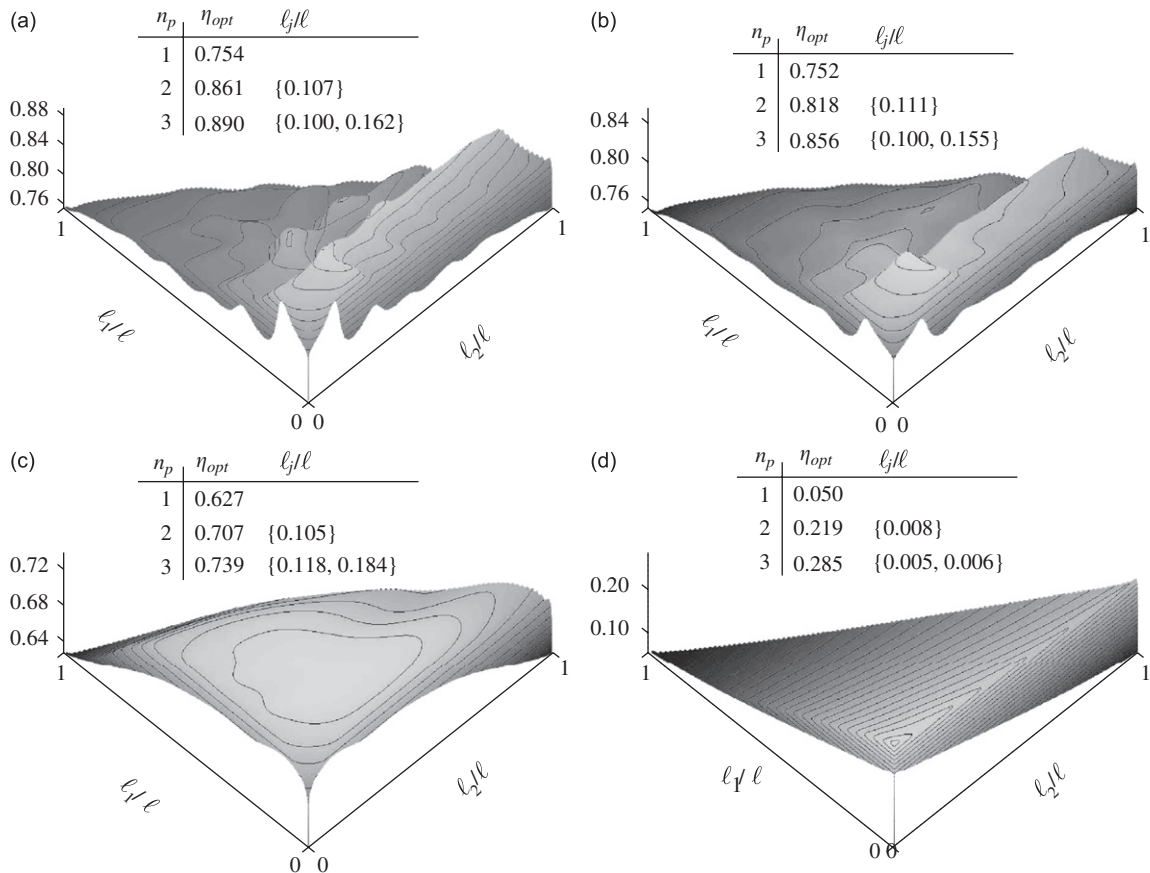 (a)
n_p η_opt ℓ_j/ℓ
1 0.754
2 0.861 {0.107}
3 0.890 {0.100, 0.162}
0.88
0.84
0.80
0.76
1
1
ℓ_1/ℓ
ℓ_2/ℓ
0 0
(b)
n_p η_opt ℓ_j/ℓ
1 0.752
2 0.818 {0.111}
3 0.856 {0.100, 0.155}
0.84
0.80
0.76
1
1
ℓ_1/ℓ
ℓ_2/ℓ
0 0
(c)
n_p η_opt ℓ_j/ℓ
1 0.627
2 0.707 {0.105}
3 0.739 {0.118, 0.184}
0.72
0.68
0.64
1
1
ℓ_1/ℓ
ℓ_2/ℓ
0 0
(d)
n_p η_opt ℓ_j/ℓ
1 0.050
2 0.219 {0.008}
3 0.285 {0.005, 0.006}
0.20
0.10
1
1
ℓ_1/ℓ
ℓ_2/ℓ
0 0